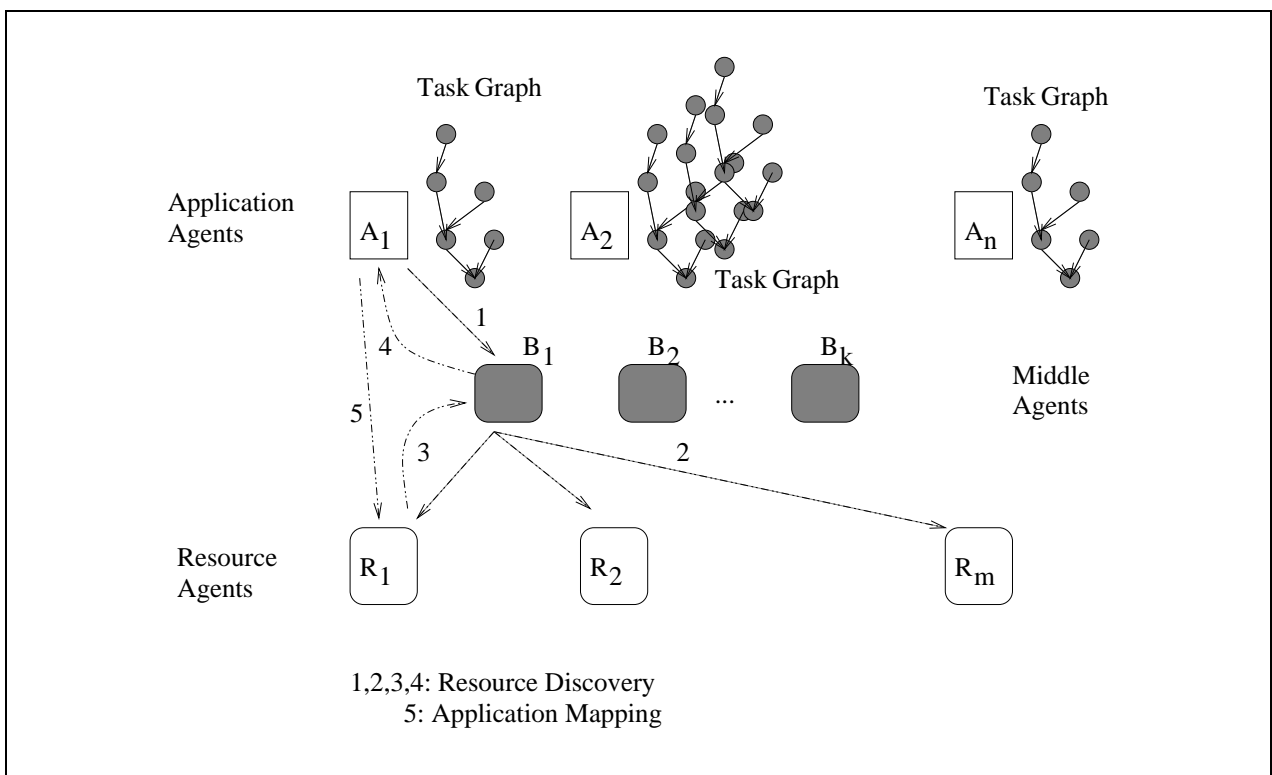 Task Graph
Task Graph
Application
Agents
A1
A2
An
Task Graph
1
4
B1
B2
Bk
...
Middle
Agents
5
3
2
Resource
Agents
R1
R2
Rm
1,2,3,4: Resource Discovery
5: Application Mapping